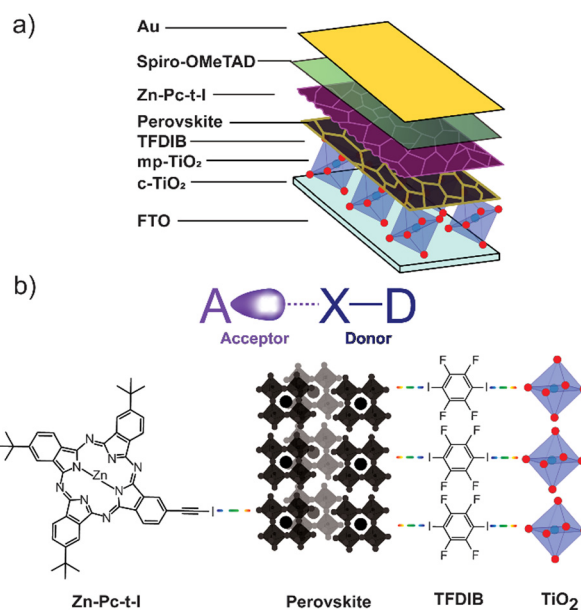 a)
Au
Spiro-OMeTAD
Zn-Pc-t-I
Perovskite
TFDIB
mp-TiO₂
c-TiO₂
FTO
b)
A X—D
Acceptor Donor
F F F F F F
I I I I I I
F F F F F F
N N N
N Zn N
N N N
I
Zn-Pc-t-I Perovskite TFDIB TiO₂